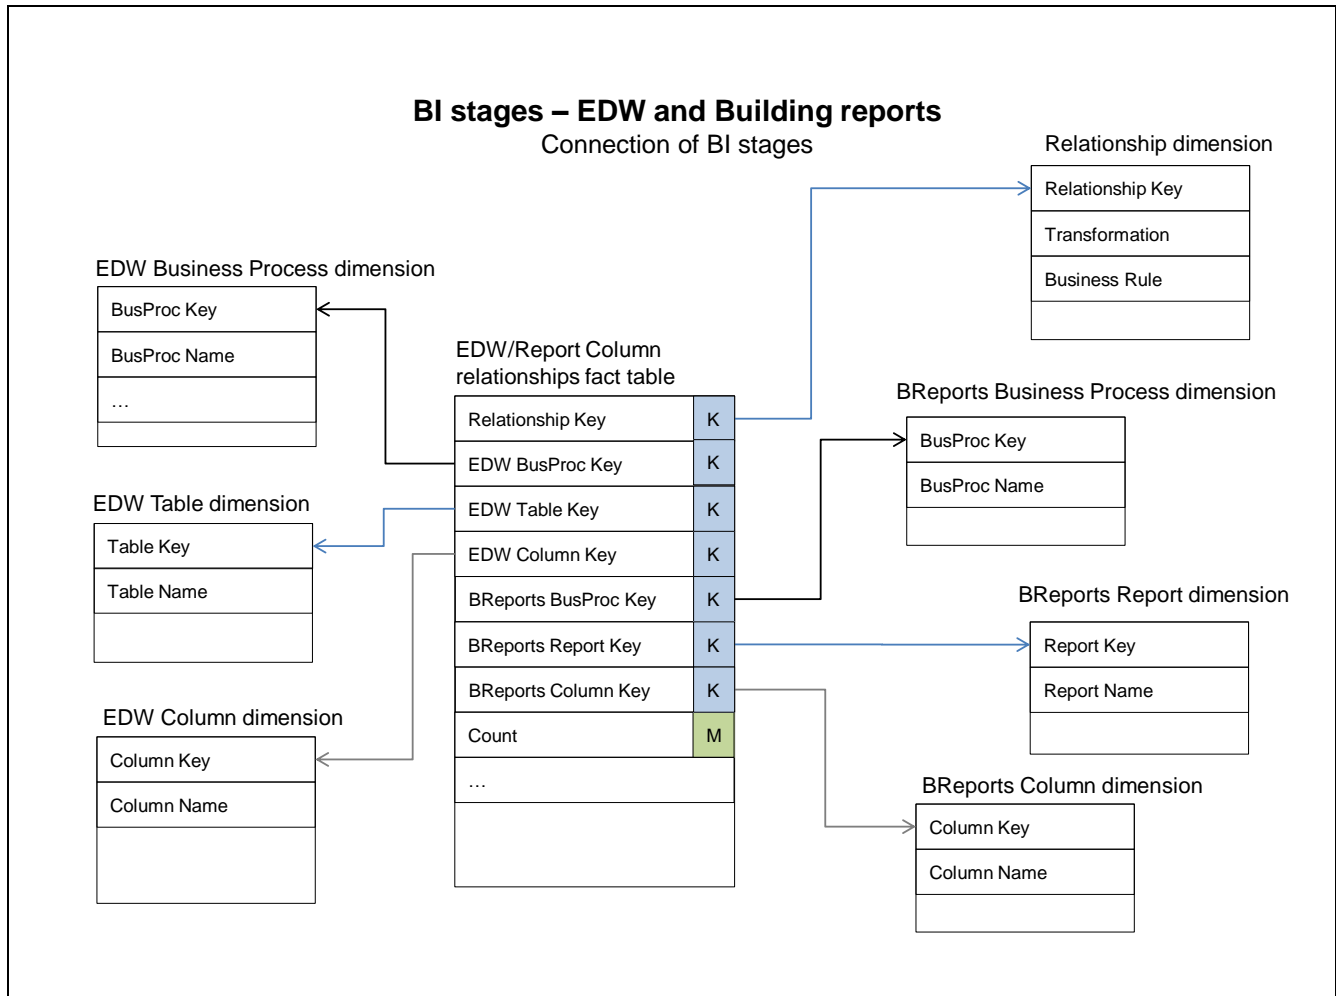 BI stages – EDW and Building reports
Connection of BI stages
Relationship dimension
Relationship Key
Transformation
Business Rule
EDW Business Process dimension
BusProc Key
BusProc Name
…
EDW/Report Column
relationships fact table
Relationship Key K
EDW BusProc Key K
EDW Table Key K
EDW Column Key K
BReports BusProc Key K
BReports Report Key K
BReports Column Key K
Count M
…
BReports Business Process dimension
BusProc Key
BusProc Name
EDW Table dimension
Table Key
Table Name
BReports Report dimension
Report Key
Report Name
EDW Column dimension
Column Key
Column Name
BReports Column dimension
Column Key
Column Name